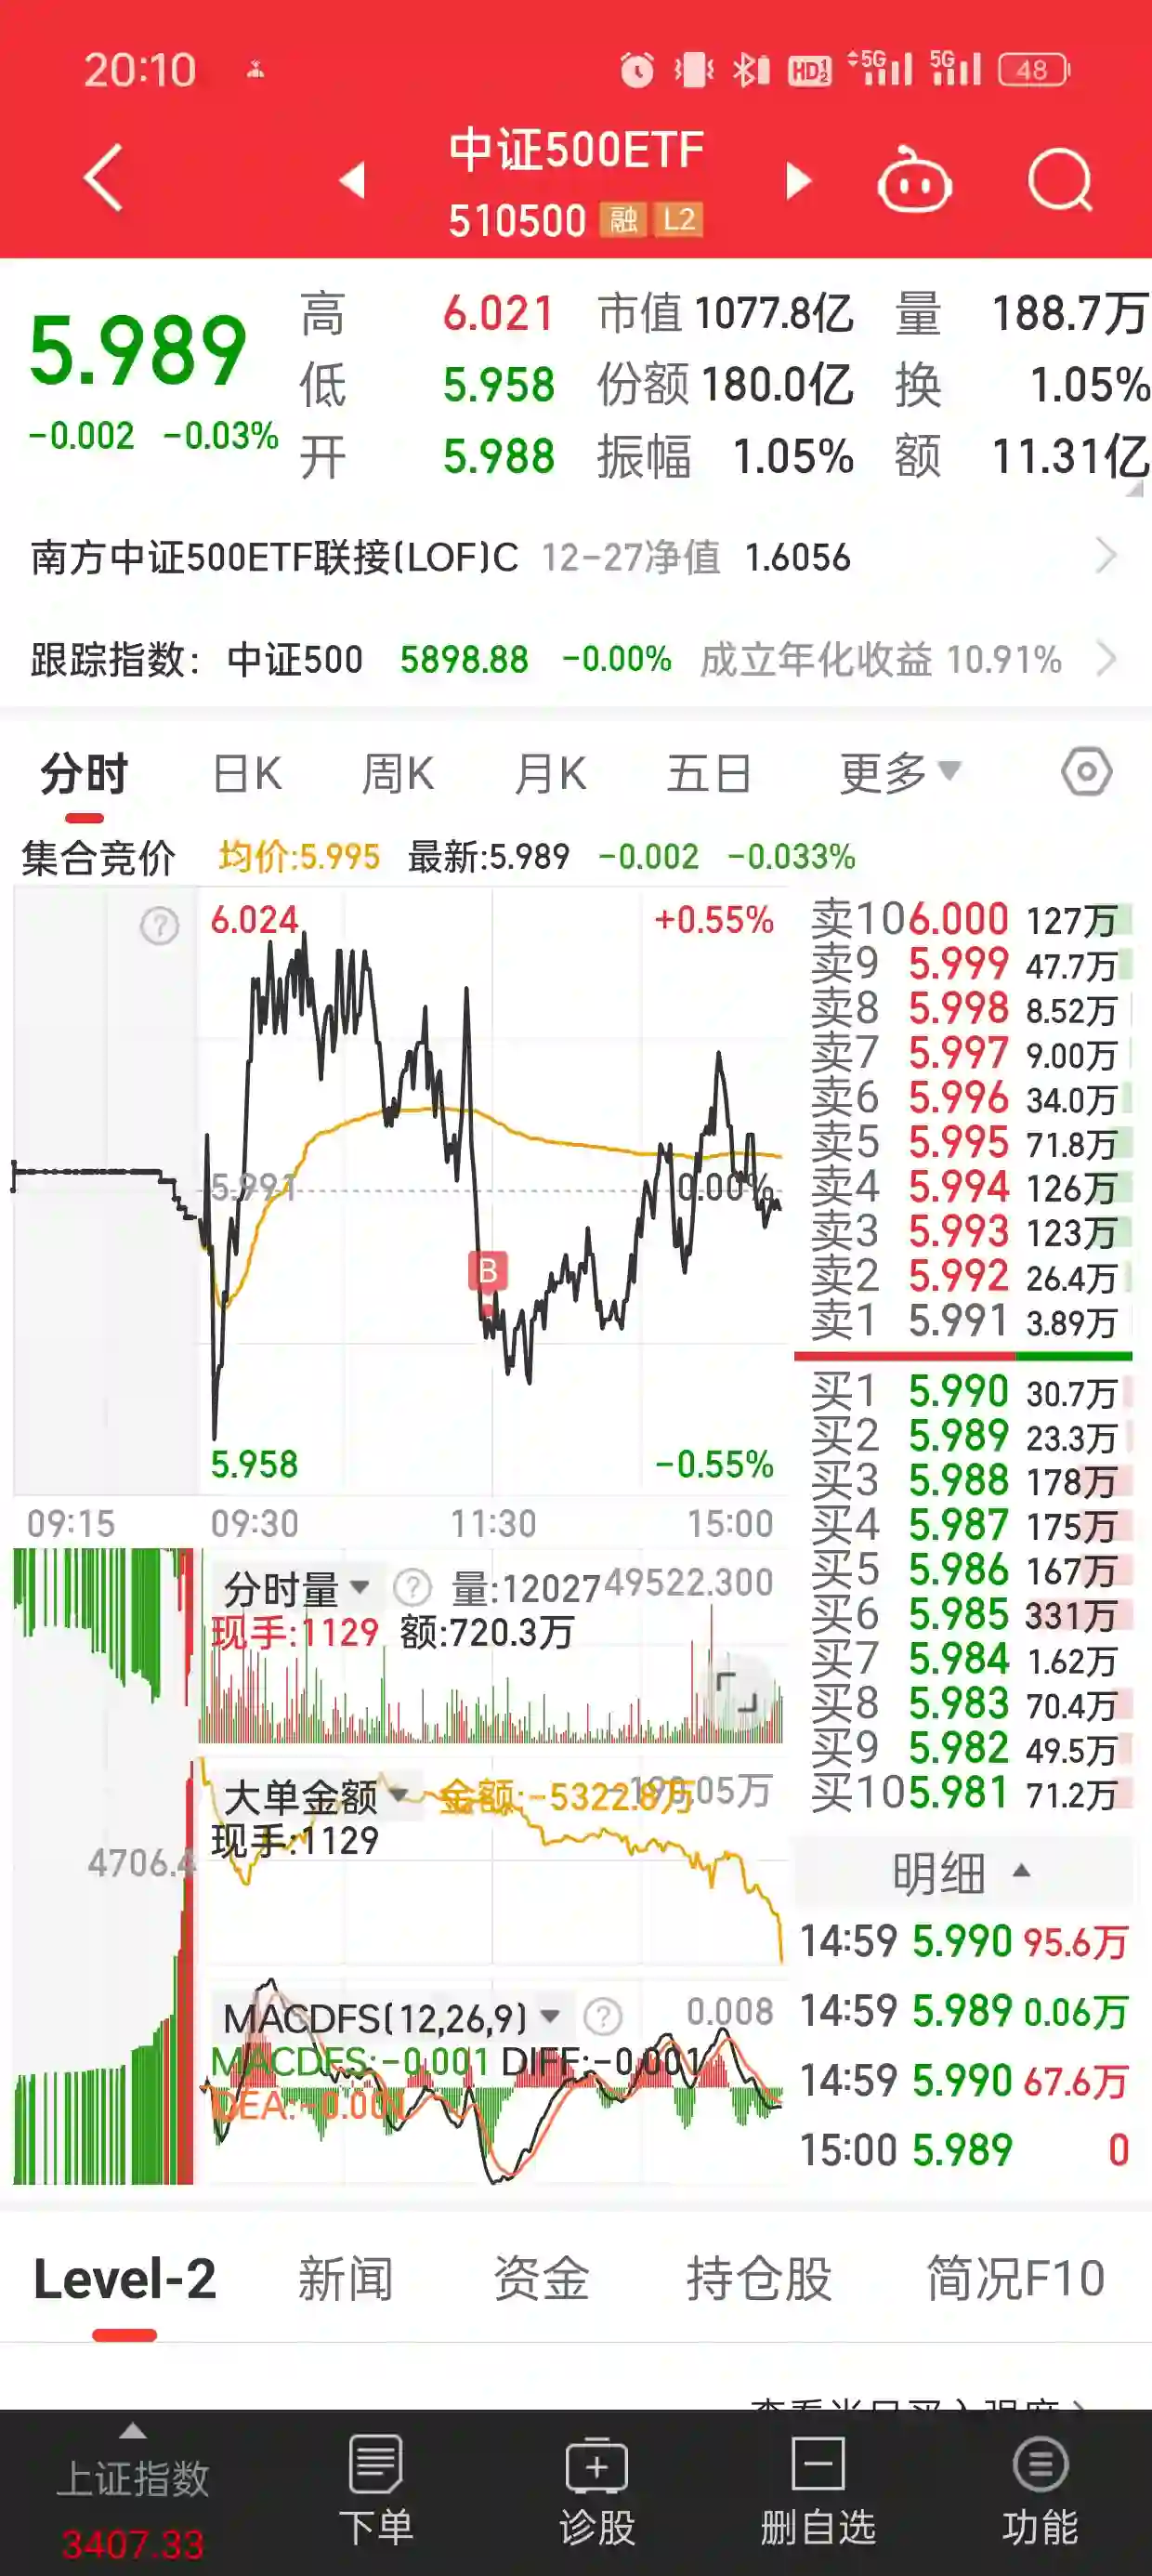 20:10 HD 1 2 5G 5G 48
中证500ETF
510500 融 L2
5.989
-0.002 -0.03%
高 6.021 市值 1077.8亿 量 188.7万
低 5.958 份额 180.0亿 换 1.05%
开 5.988 振幅 1.05% 额 11.31亿
南方中证500ETF联接(LOF)C 12-27净值 1.6056
跟踪指数: 中证500 5898.88 -0.00% 成立年化收益 10.91%
分时 日K 周K 月K 五日 更多
集合竞价 均价:5.995 最新:5.989 -0.002 -0.033%
6.024 +0.55%
5.991 0.00%
B
5.958 -0.55%
09:15 09:30 11:30 15:00
卖10 6.000 127万
卖9 5.999 47.7万
卖8 5.998 8.52万
卖7 5.997 9.00万
卖6 5.996 34.0万
卖5 5.995 71.8万
卖4 5.994 126万
卖3 5.993 123万
卖2 5.992 26.4万
卖1 5.991 3.89万
买1 5.990 30.7万
买2 5.989 23.3万
买3 5.988 178万
买4 5.987 175万
买5 5.986 167万
买6 5.985 331万
买7 5.984 1.62万
买8 5.983 70.4万
买9 5.982 49.5万
买10 5.981 71.2万
分时量 ? 量:12027 49522.300
现手:1129 额:720.3万
大单金额 金额:-5322.8万
现手:1129
4706.4
MACDFS(12,26,9) ? 0.008
MACDFS:-0.001 DIFF:-0.001
DEA:-0.001
明细
14:59 5.990 95.6万
14:59 5.989 0.06万
14:59 5.990 67.6万
15:00 5.989 0
Level-2 新闻 资金 持仓股 简况F10
上证指数 下单 诊股 删自选 功能
3407.33